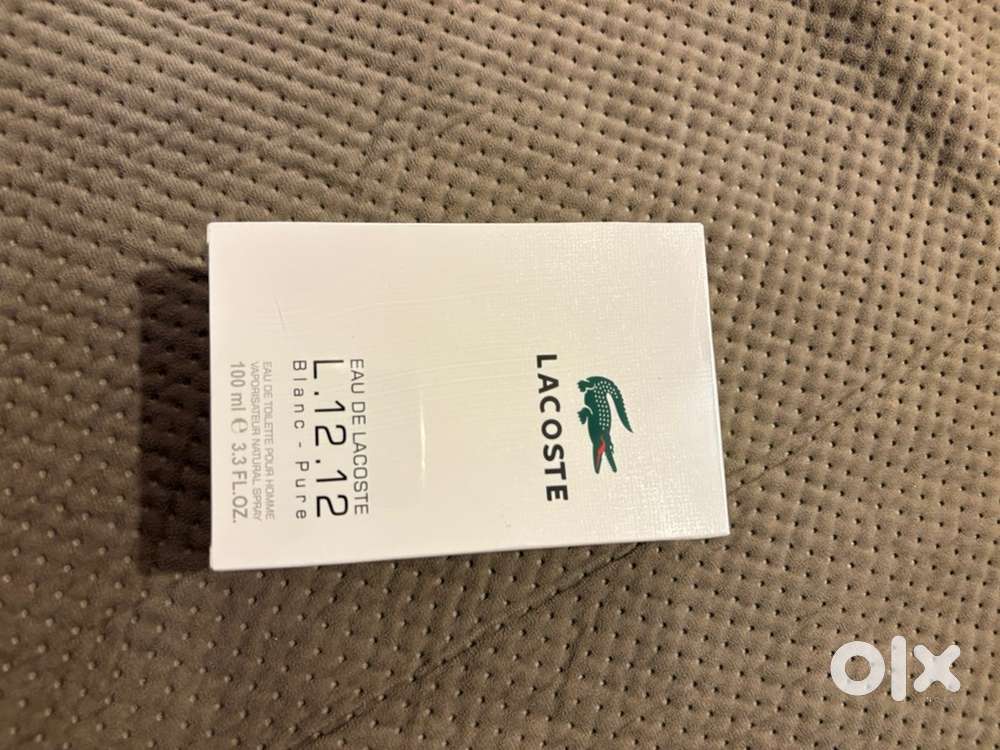 LACOSTE
EAU DE LACOSTE
L.12.12
Blanc - Pure
EAU DE TOILETTE POUR HOMME
VAPORISATEUR NATURAL SPRAY
100 ml ℮ 3.3 FL.OZ.
olx